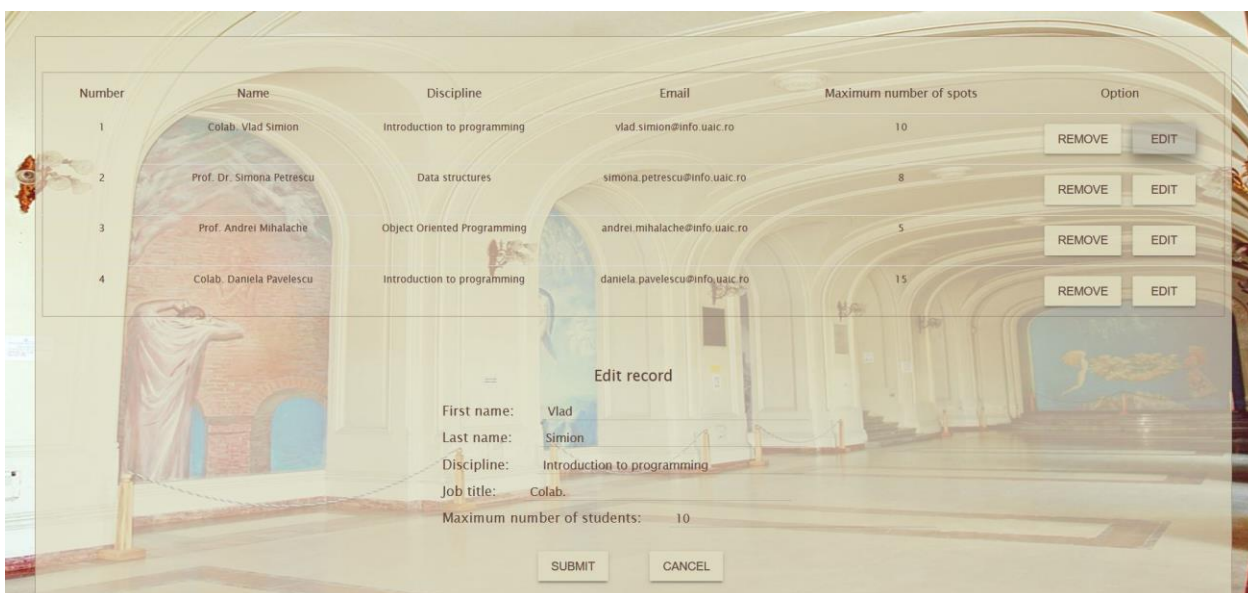 Number Name Discipline Email Maximum number of spots Option
1 Colab. Vlad Simion Introduction to programming vlad.simion@info.uaic.ro 10 REMOVE EDIT
2 Prof. Dr. Simona Petrescu Data structures simona.petrescu@info.uaic.ro 8 REMOVE EDIT
3 Prof. Andrei Mihalache Object Oriented Programming andrei.mihalache@info.uaic.ro 5 REMOVE EDIT
4 Colab. Daniela Pavelescu Introduction to programming daniela.pavelescu@info.uaic.ro 15 REMOVE EDIT
Edit record
First name: Vlad
Last name: Simion
Discipline: Introduction to programming
Job title: Colab.
Maximum number of students: 10
SUBMIT CANCEL